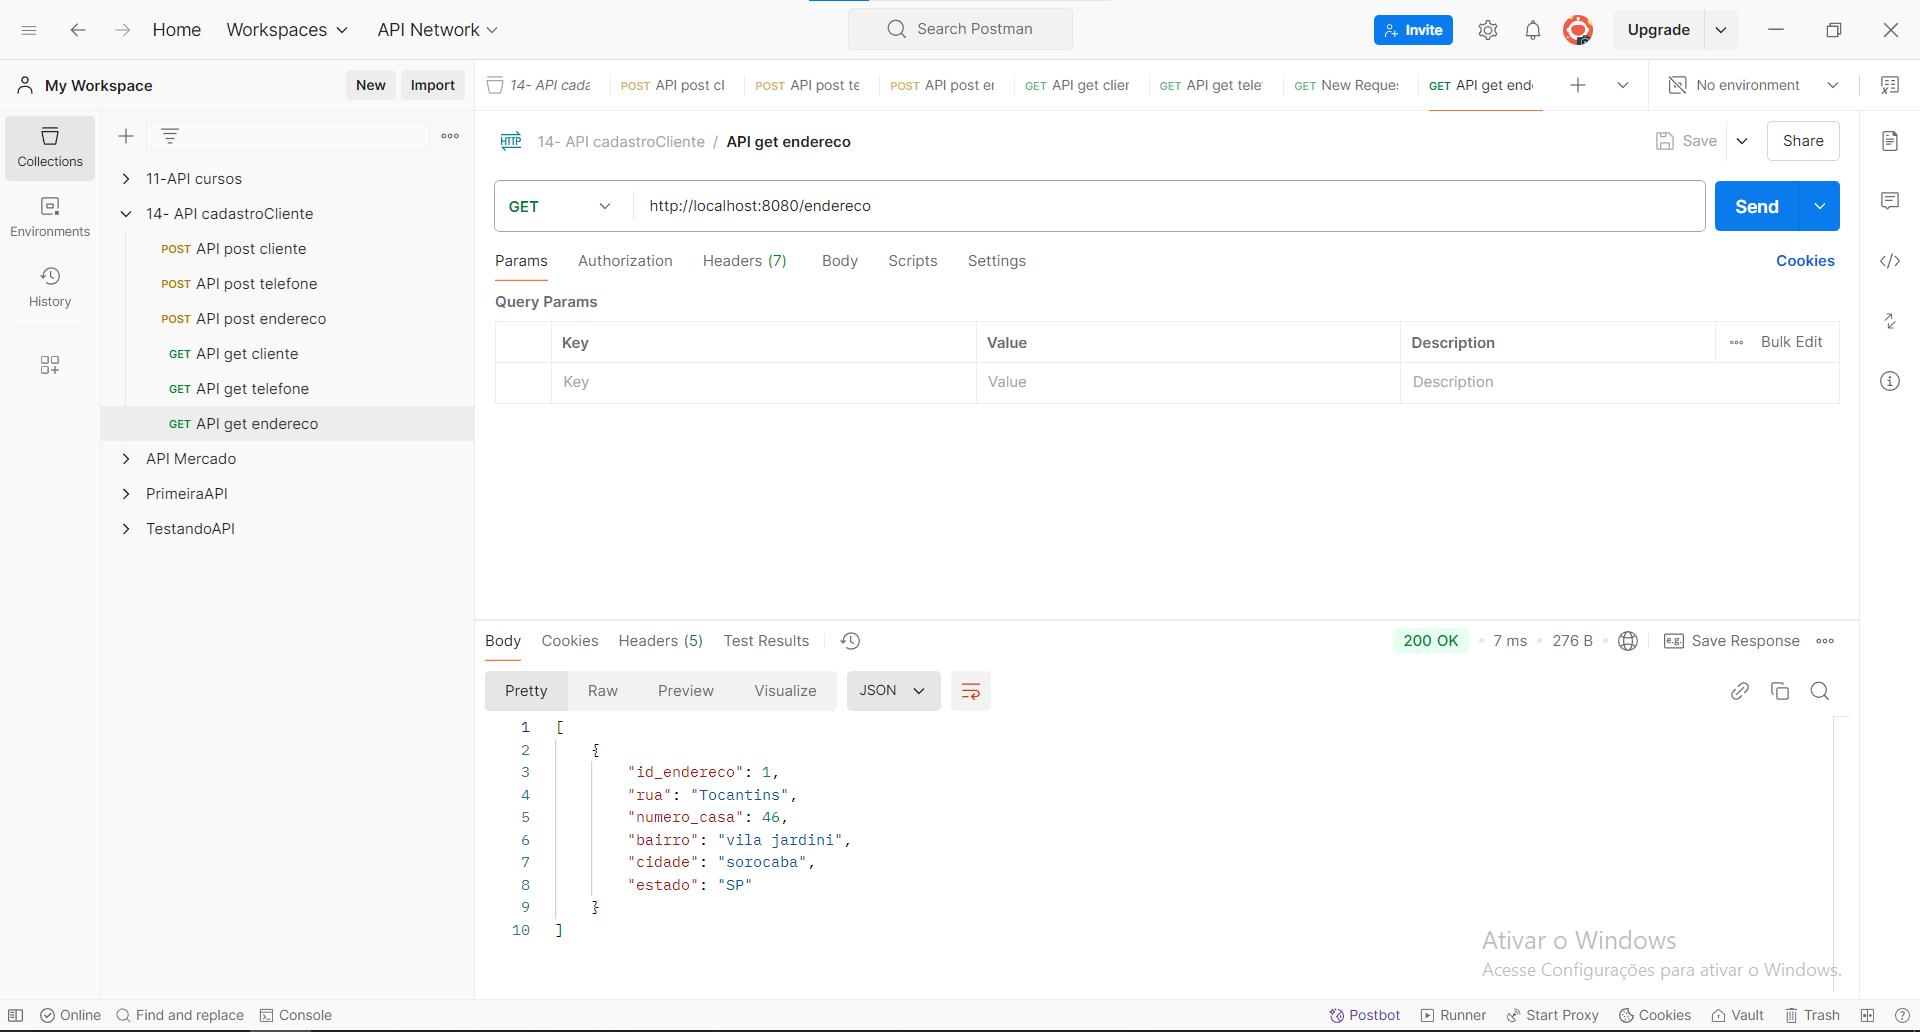 Home Workspaces API Network Search Postman Invite Upgrade
My Workspace New Import
14- API cada POST API post cl POST API post te POST API post er GET API get clier GET API get tele GET New Reques GET API get end No environment
Collections
Environments
History
11-API cursos
14- API cadastroCliente
POST API post cliente
POST API post telefone
POST API post endereco
GET API get cliente
GET API get telefone
GET API get endereco
API Mercado
PrimeiraAPI
TestandoAPI
HTTP 14- API cadastroCliente / API get endereco Save Share
GET http://localhost:8080/endereco Send
Params Authorization Headers (7) Body Scripts Settings Cookies
Query Params
Key Value Description Bulk Edit
Key Value Description
Body Cookies Headers (5) Test Results 200 OK 7 ms 276 B e.g. Save Response
Pretty Raw Preview Visualize JSON
1 [
2 {
3 "id_endereco": 1,
4 "rua": "Tocantins",
5 "numero_casa": 46,
6 "bairro": "vila jardini",
7 "cidade": "sorocaba",
8 "estado": "SP"
9 }
10 ]
Ativar o Windows
Acesse Configurações para ativar o Windows.
Online Find and replace Console Postbot Runner Start Proxy Cookies Vault Trash